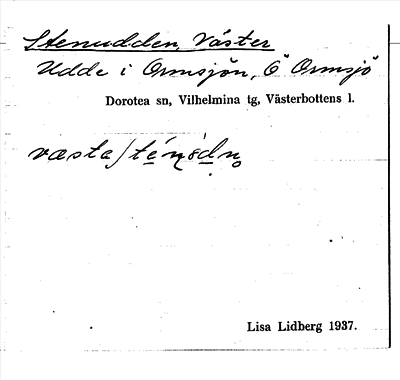 Stenudden, Väster
Udde i Ormsjön, Ö Ormsjö
Dorotea sn, Vilhelmina tg, Västerbottens l.
Lisa Lidberg 1937.